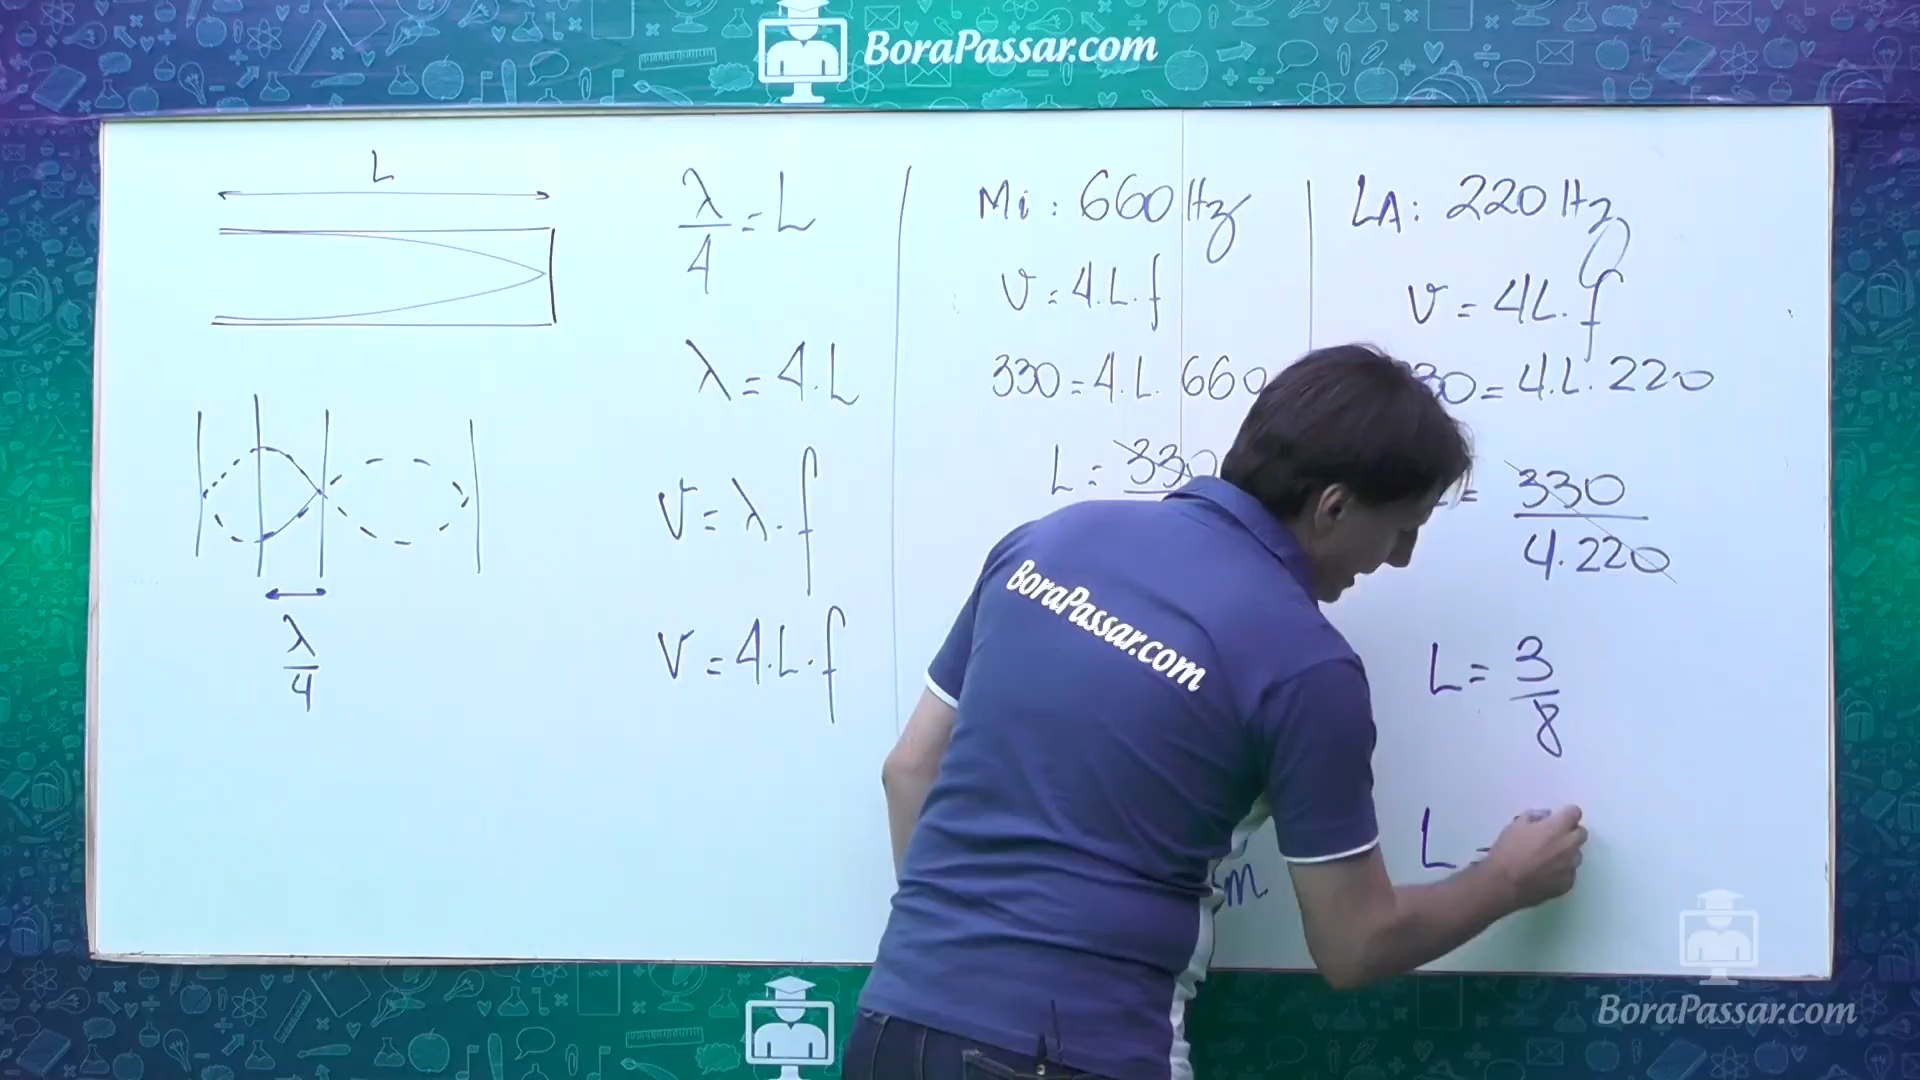 BoraPassar.com
L
λ/4 = L
λ = 4.L
λ/4
v = λ.f
v = 4.L.f
Mi: 660 Hz
v = 4.L.f
330 = 4.L.660
L = 330
m
LA: 220 Hz
v = 4L.f
30 = 4.L.220
= 330/4.220
L = 3/8
L =
BoraPassar.com
BoraPassar.com